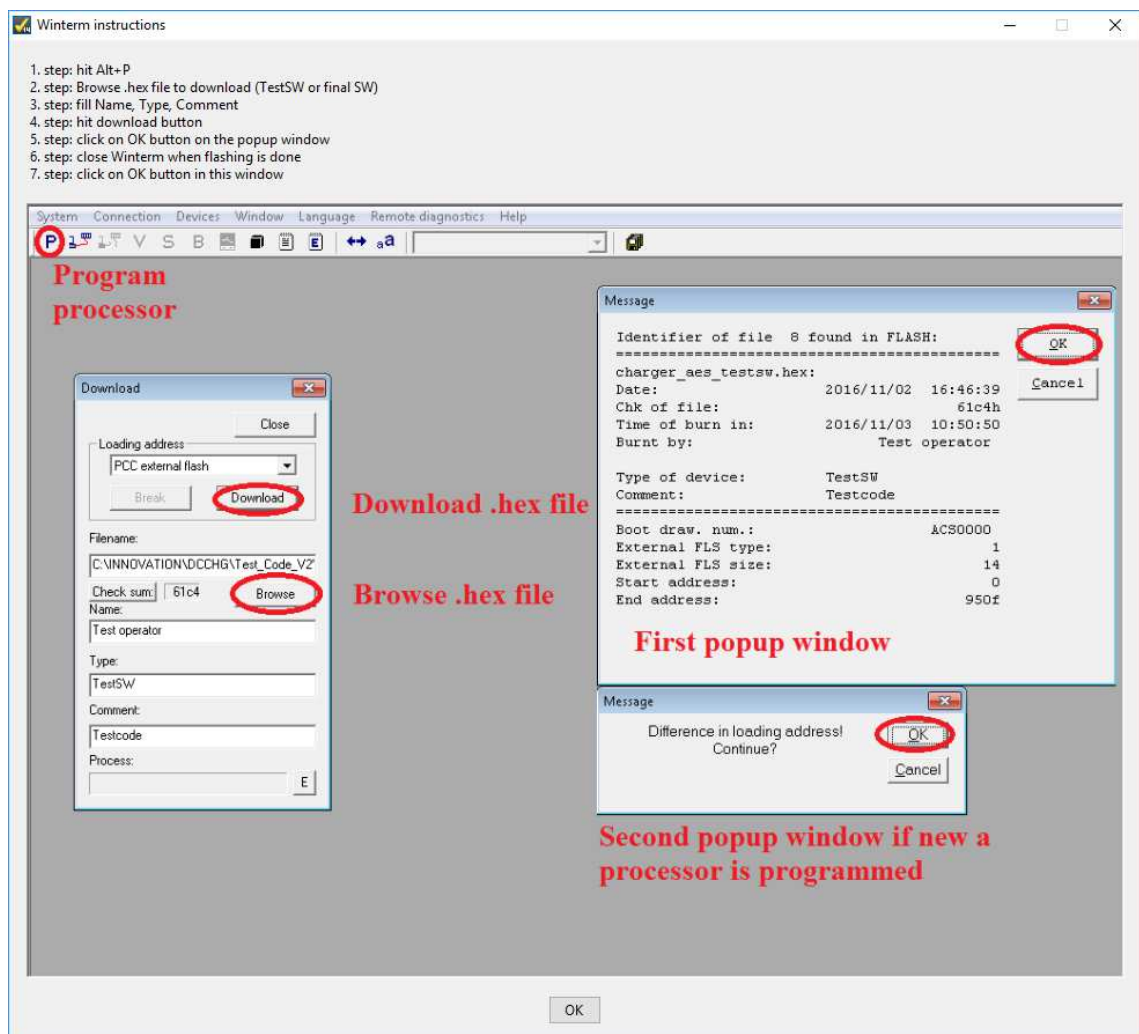 Winterm instructions
1. step: hit Alt+P
2. step: Browse .hex file to download (TestSW or final SW)
3. step: fill Name, Type, Comment
4. step: hit download button
5. step: click on OK button on the popup window
6. step: close Winterm when flashing is done
7. step: click on OK button in this window
System Connection Devices Window Language Remote diagnostics Help
P V S B E aa
Program
processor
Download
Close
Loading address
PCC external flash
Break Download
Filename:
C:\INNOVATION\DCCHG\Test_Code_V2
Check sum: 61c4 Browse
Name:
Test operator
Type:
TestSW
Comment:
Testcode
Process:
E
Download .hex file
Browse .hex file
Message
Identifier of file 8 found in FLASH:
============================================
charger_aes_testsw.hex:
Date: 2016/11/02 16:46:39
Chk of file: 61c4h
Time of burn in: 2016/11/03 10:50:50
Burnt by: Test operator
Type of device: TestSW
Comment: Testcode
============================================
Boot draw. num.: ACS0000
External FLS type: 1
External FLS size: 14
Start address: 0
End address: 950f
OK
Cancel
First popup window
Message
Difference in loading address!
Continue?
OK
Cancel
Second popup window if new a
processor is programmed
OK